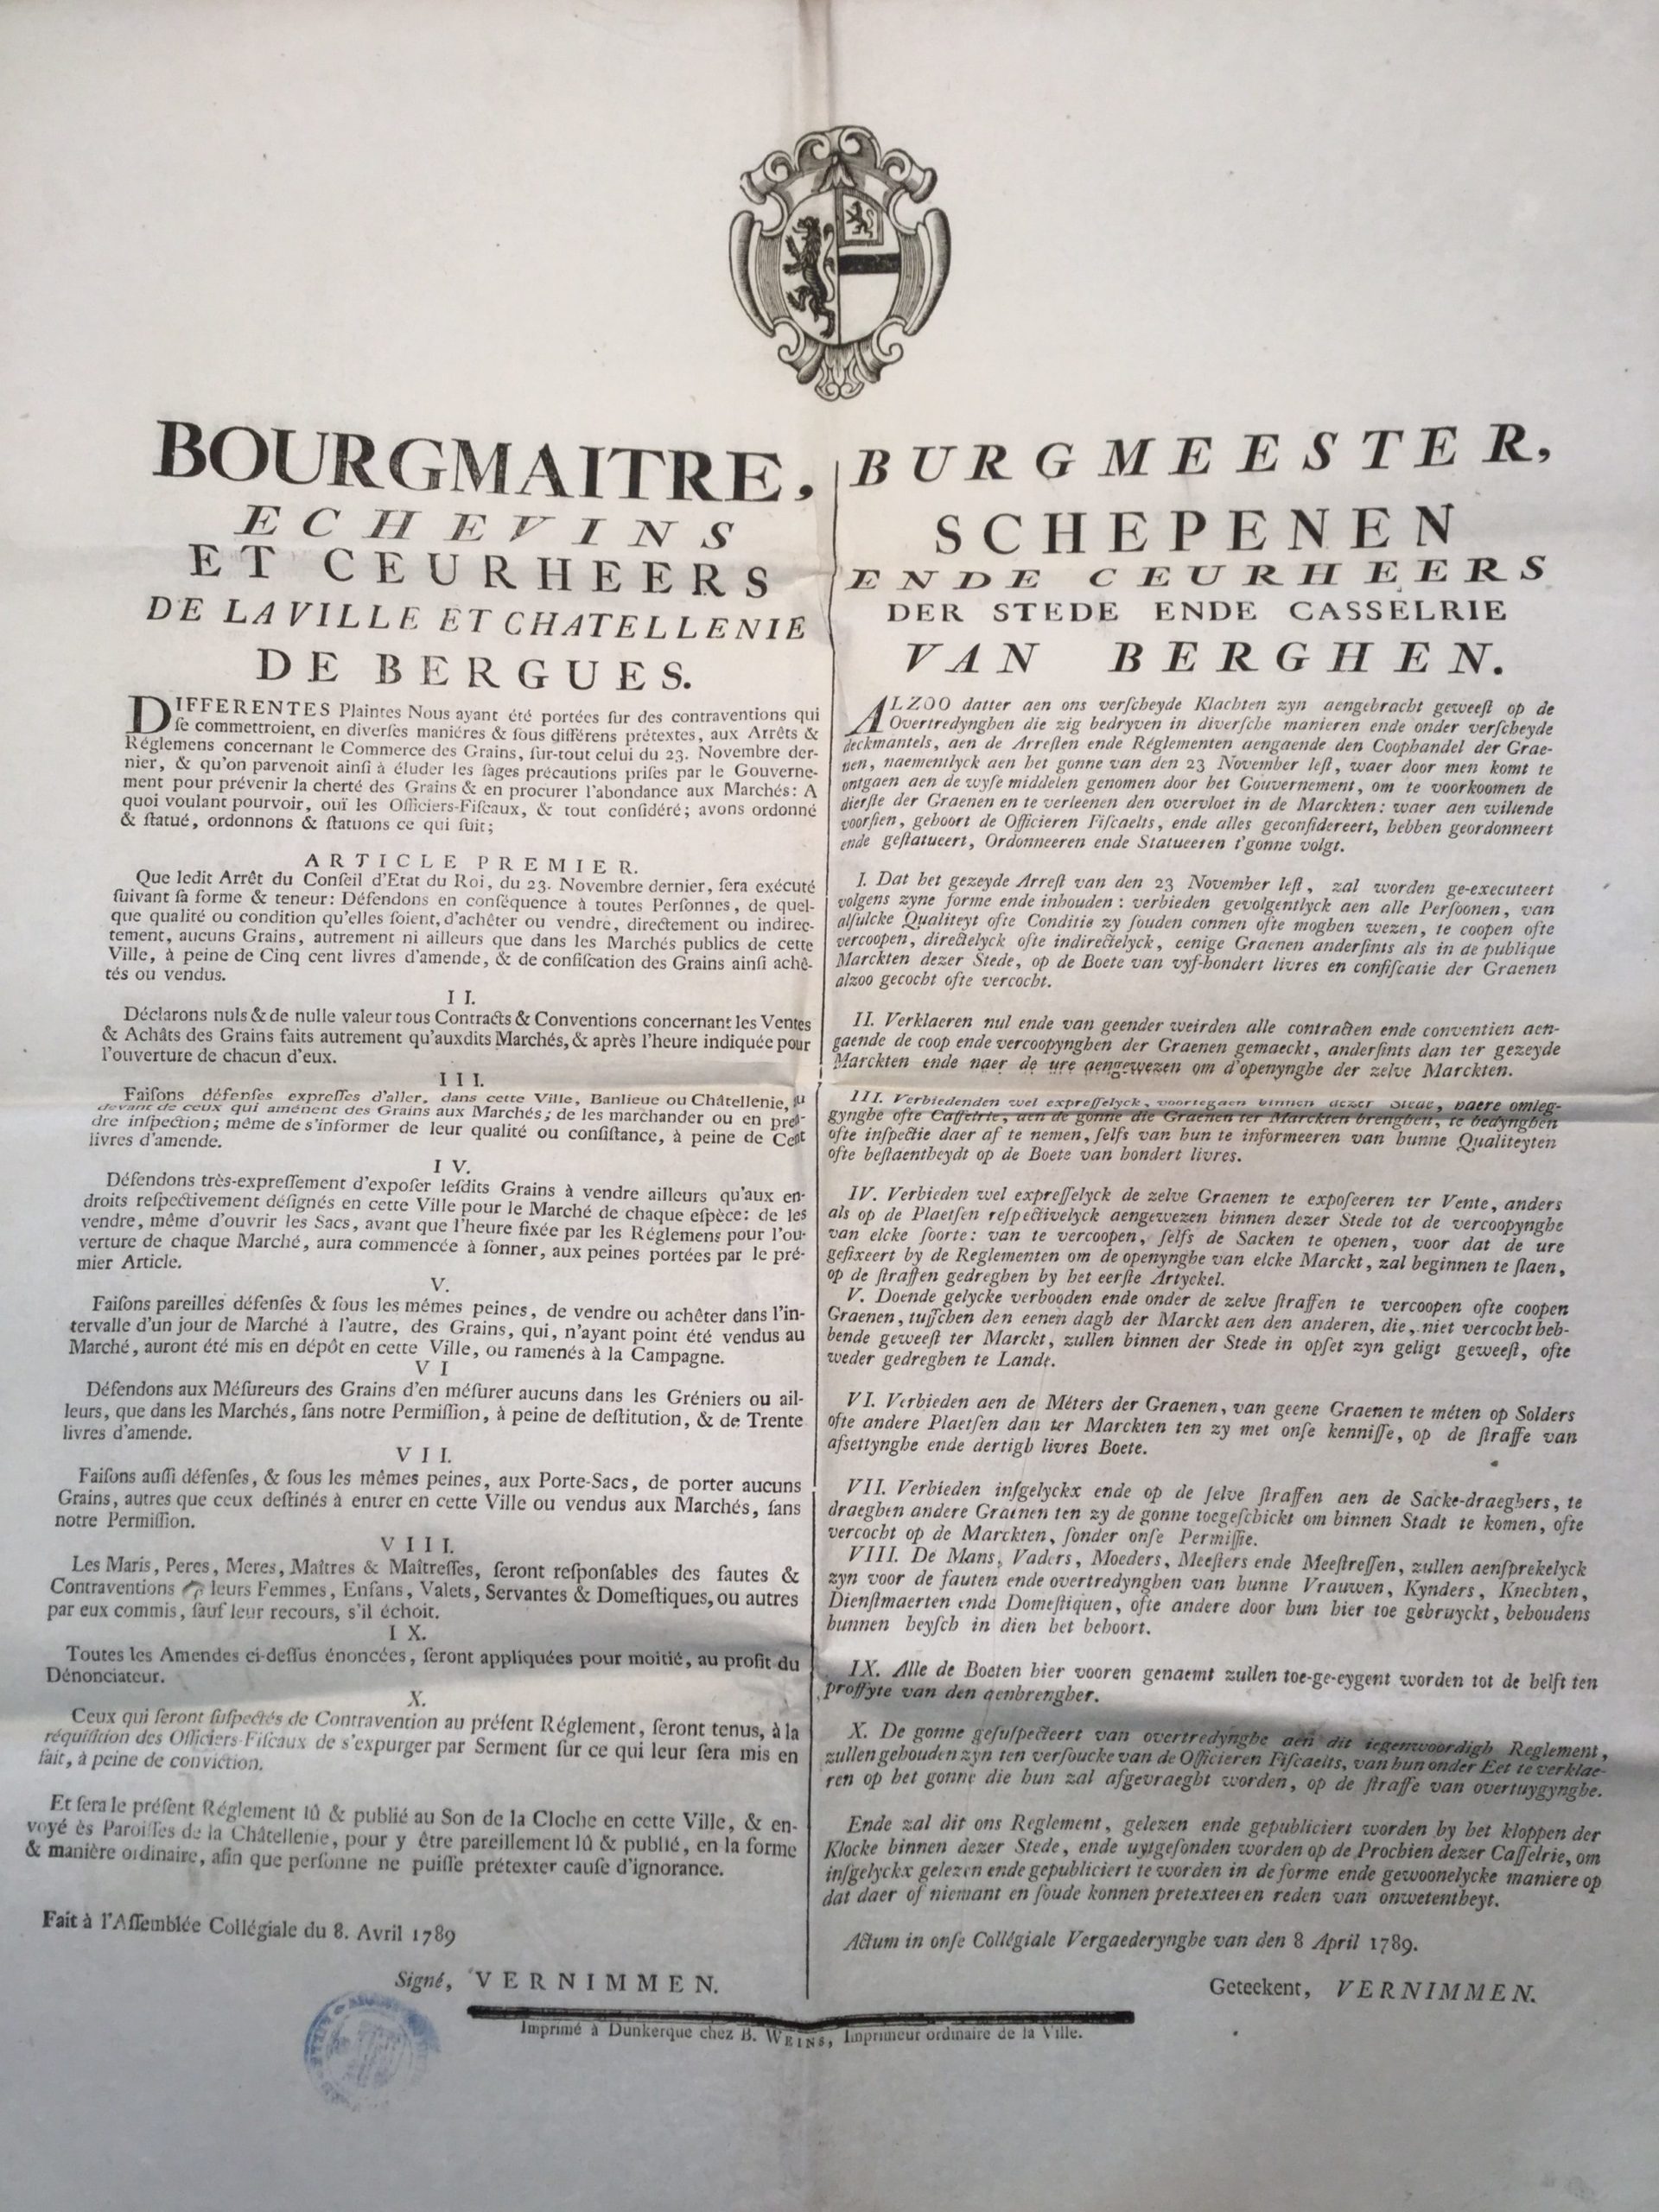 BOURGMAITRE,
ECHEVINS
ET CEURHEERS
DE LA VILLE ET CHATELLENIE
DE BERGUES.
DIFFERENTES Plaintes Nous ayant été portées ſur des contraventions qui
ſe commettroient, en diverſes maniéres & ſous différens prétextes, aux Arrêts &
Réglemens concernant le Commerce des Grains, ſur-tout celui du 23. Novembre der-
nier, & qu'on parvenoit ainſi à éluder les ſages précautions priſes par le Gouverne-
ment pour prévenir la cherté des Grains & en procurer l'abondance aux Marchés: A
quoi voulant pourvoir, ouï les Officiers-Fiſcaux, & tout conſidéré; avons ordonné
& ſtatué, ordonnons & ſtatuons ce qui ſuit;
ARTICLE PREMIER.
Que ledit Arrêt du Conſeil d'Etat du Roi, du 23. Novembre dernier, ſera exécuté
ſuivant ſa forme & teneur: Défendons en conſéquence à toutes Perſonnes, de quel-
que qualité ou condition qu'elles ſoient, d'achêter ou vendre, directement ou indirec-
tement, aucuns Grains, autrement ni ailleurs que dans les Marchés publics de cette
Ville, à peine de Cinq cent livres d'amende, & de confiſcation des Grains ainſi achê-
tés ou vendus.
II.
Déclarons nuls & de nulle valeur tous Contracts & Conventions concernant les Ventes
& Achâts des Grains faits autrement qu'auxdits Marchés, & après l'heure indiquée pour
l'ouverture de chacun d'eux.
III.
Faiſons défenſes expreſſes d'aller, dans cette Ville, Banlieue ou Châtellenie, au
devant de ceux qui aménent des Grains aux Marchés; de les marchander ou en pren-
dre inſpection; même de s'informer de leur qualité ou conſiſtance, à peine de Cent
livres d'amende.
IV.
Défendons très-expreſſement d'expoſer leſdits Grains à vendre ailleurs qu'aux en-
droits reſpectivement déſignés en cette Ville pour le Marché de chaque eſpèce: de les
vendre, même d'ouvrir les Sacs, avant que l'heure fixée par les Réglemens pour l'ou-
verture de chaque Marché, aura commencée à ſonner, aux peines portées par le pré-
mier Article.
V.
Faiſons pareilles défenſes & ſous les mêmes peines, de vendre ou achêter dans l'in-
tervalle d'un jour de Marché à l'autre, des Grains, qui, n'ayant point été vendus au
Marché, auront été mis en dépôt en cette Ville, ou ramenés à la Campagne.
VI
Défendons aux Méſureurs des Grains d'en méſurer aucuns dans les Gréniers ou ail-
leurs, que dans les Marchés, ſans notre Permiſſion, à peine de deſtitution, & de Trente
livres d'amende.
VII.
Faiſons auſſi défenſes, & ſous les mêmes peines, aux Porte-Sacs, de porter aucuns
Grains, autres que ceux deſtinés à entrer en cette Ville ou vendus aux Marchés, ſans
notre Permiſſion.
VIII.
Les Maris, Peres, Meres, Maîtres & Maîtreſſes, ſeront reſponſables des fautes &
Contraventions leurs Femmes, Enfans, Valets, Servantes & Domeſtiques, ou autres
par eux commis, ſauf leur recours, s'il échoit.
IX.
Toutes les Amendes ci-deſſus énoncées, ſeront appliquées pour moitié, au profit du
Dénonciateur.
X.
Ceux qui ſeront ſuſpectés de Contravention au préſent Réglement, ſeront tenus, à la
réquiſition des Officiers-Fiſcaux de s'expurger par Serment ſur ce qui leur ſera mis en
fait, à peine de conviction.
Et ſera le préſent Réglement lû & publié au Son de la Cloche en cette Ville, & en-
voyé ès Paroiſſes de la Châtellenie, pour y être pareillement lû & publié, en la forme
& manière ordinaire, afin que perſonne ne puiſſe prétexter cauſe d'ignorance.
Fait à l'Aſſemblée Collégiale du 8. Avril 1789
Signé, VERNIMMEN.
BURGMEESTER,
SCHEPENEN
ENDE CEURHEERS
DER STEDE ENDE CASSELRIE
VAN BERGHEN.
ALZOO datter aen ons verſcheyde Klachten zyn aengebracht geweeſt op de
Overtredynghen die zig bedryven in diverſche manieren ende onder verſcheyde
deckmantels, aen de Arreſten ende Réglementen aengaende den Coophandel der Grae-
nen, naementlyck aen het gonne van den 23 November leſt, waer door men komt te
ontgaen aen de wyſe middelen genomen door het Gouvernement, om te voorkoomen de
dierſte der Graenen en te verleenen den overvloet in de Marckten: waer aen willende
voorſien, gehoort de Officieren Fiſcaelts, ende alles geconſidereert, hebben geordonneert
ende geſtatueert, Ordonneeren ende Statueeren t'gonne volgt.
I. Dat het gezeyde Arreſt van den 23 November leſt, zal worden ge-executeert
volgens zyne forme ende inhouden: verbieden gevolgentlyck aen alle Perſoonen, van
alſulcke Qualiteyt ofte Conditie zy ſouden connen ofte moghen wezen, te coopen ofte
vercoopen, directelyck ofte indirectelyck, eenige Graenen anderſints als in de publique
Marckten dezer Stede, op de Boete van vyf-hondert livres en confiſcatie der Graenen
alzoo gecocht ofte vercocht.
II. Verklaeren nul ende van geender weirden alle contracten ende conventien aen-
gaende de coop ende vercoopynghen der Graenen gemaeckt, anderſints dan ter gezeyde
Marckten ende naer de ure aengewezen om d'openynghe der zelve Marckten.
III. Verbiedenden wel expreſſelyck, voortegaen binnen dezer Stede, haere omleg-
gynghe ofte Caſſelrie, aen de gonne die Graenen ter Marckten brenghen, te bedynghen
ofte inſpectie daer af te nemen, ſelfs van hun te informeeren van hunne Qualiteyten
ofte beſtaentheydt op de Boete van hondert livres.
IV. Verbieden wel expreſſelyck de zelve Graenen te expoſeeren ter Vente, anders
als op de Plaetſen reſpectivelyck aengewezen binnen dezer Stede tot de vercoopynghe
van elcke ſoorte: van te vercoopen, ſelfs de Sacken te openen, voor dat de ure
gefixeert by de Reglementen om de openynghe van elcke Marckt, zal beginnen te ſlaen,
op de ſtraffen gedreghen by het eerſte Artyckel.
V. Doende gelycke verbooden ende onder de zelve ſtraffen te vercoopen ofte coopen
Graenen, tuſſchen den eenen dagh der Marckt aen den anderen, die, niet vercocht heb-
bende geweeſt ter Marckt, zullen binnen der Stede in opſet zyn geligt geweeſt, ofte
weder gedreghen te Lande.
VI. Verbieden aen de Méters der Graenen, van geene Graenen te méten op Solders
ofte andere Plaetſen dan ter Marckten ten zy met onſe kenniſſe, op de ſtraffe van
afsettynghe ende dertigh livres Boete.
VII. Verbieden inſgelyckx ende op de ſelve ſtraffen aen de Sacke-draeghers, te
draeghen andere Graenen ten zy de gonne toegeſchickt om binnen Stadt te komen, ofte
vercocht op de Marckten, ſonder onſe Permiſſie.
VIII. De Mans, Vaders, Moeders, Meeſters ende Meeſtreſſen, zullen aenſprekelyck
zyn voor de fauten ende overtredynghen van hunne Vrauwen, Kynders, Knechten,
Dienſtmaerten ende Domeſtiquen, ofte andere door hun hier toe gebruyckt, behoudens
hunnen heyſch in dien het behoort.
IX. Alle de Boeten hier vooren genaemt zullen toe-ge-eygent worden tot de helft ten
proffyte van den aenbrengher.
X. De gonne geſuſpecteert van overtredynghe aen dit iegenwoordigh Reglement,
zullen gehouden zyn ten verſoucke van de Officieren Fiſcaelts, van hun onder Eet te verklae-
ren op het gonne die hun zal afgevraeght worden, op de ſtraffe van overtuygynghe.
Ende zal dit ons Reglement, gelezen ende gepubliciert worden by het kloppen der
Klocke binnen dezer Stede, ende uytgeſonden worden op de Prochien dezer Caſſelrie, om
inſgelyckx gelezen ende gepubliciert te worden in de forme ende gewoonelycke maniere op
dat daer of niemant en ſoude konnen pretexteeren reden van onwetentheyt.
Actum in onſe Collégiale Vergaederynghe van den 8 April 1789.
Geteekent, VERNIMMEN.
Imprimé à Dunkerque chez B. WEINS, Imprimeur ordinaire de la Ville.